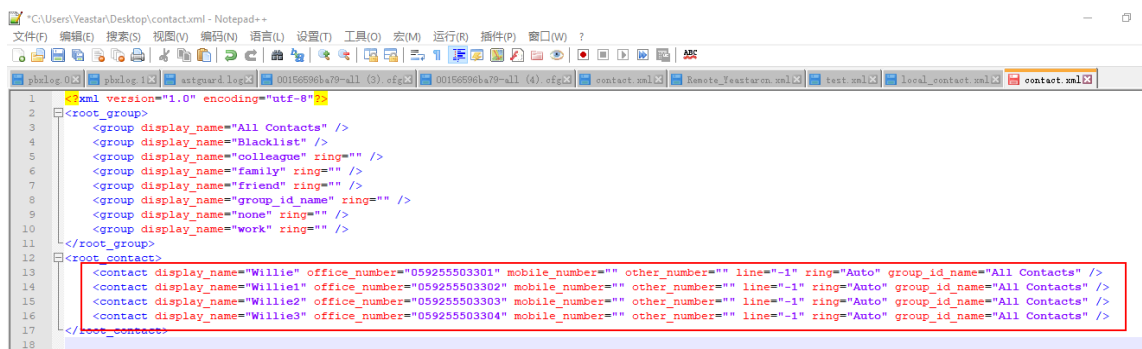 *C:\Users\Yeastar\Desktop\contact.xml - Notepad++
文件(F) 编辑(E) 搜索(S) 视图(V) 编码(N) 语言(L) 设置(T) 工具(O) 宏(M) 运行(R) 插件(P) 窗口(W) ?
pbxlog.0 pbxlog.1 astguard.log 00156596ba79-all (3).cfg 00156596ba79-all (4).cfg contact.xml Remote_Yeastarcn.xml test.xml local_contact.xml contact.xml
1 <?xml version="1.0" encoding="utf-8"?>
2 <root_group>
3 <group display_name="All Contacts" />
4 <group display_name="Blacklist" />
5 <group display_name="colleague" ring="" />
6 <group display_name="family" ring="" />
7 <group display_name="friend" ring="" />
8 <group display_name="group_id_name" ring="" />
9 <group display_name="none" ring="" />
10 <group display_name="work" ring="" />
11 </root_group>
12 <root_contact>
13 <contact display_name="Willie" office_number="059255503301" mobile_number="" other_number="" line="-1" ring="Auto" group_id_name="All Contacts" />
14 <contact display_name="Willie1" office_number="059255503302" mobile_number="" other_number="" line="-1" ring="Auto" group_id_name="All Contacts" />
15 <contact display_name="Willie2" office_number="059255503303" mobile_number="" other_number="" line="-1" ring="Auto" group_id_name="All Contacts" />
16 <contact display_name="Willie3" office_number="059255503304" mobile_number="" other_number="" line="-1" ring="Auto" group_id_name="All Contacts" />
17 </root_contact>
18